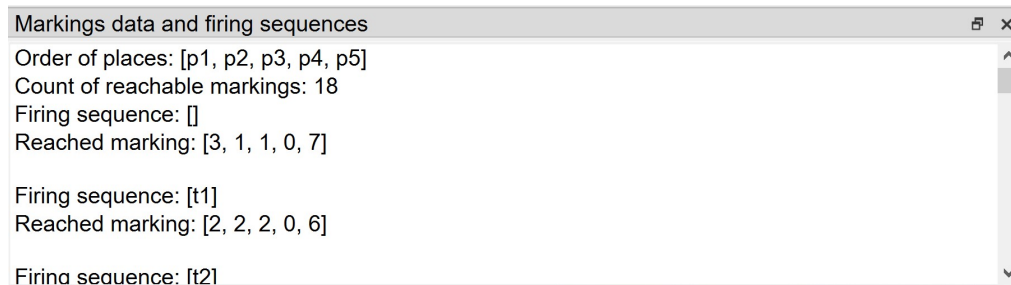 Markings data and firing sequences
Order of places: [p1, p2, p3, p4, p5]
Count of reachable markings: 18
Firing sequence: []
Reached marking: [3, 1, 1, 0, 7]
Firing sequence: [t1]
Reached marking: [2, 2, 2, 0, 6]
Firing sequence: [t2]